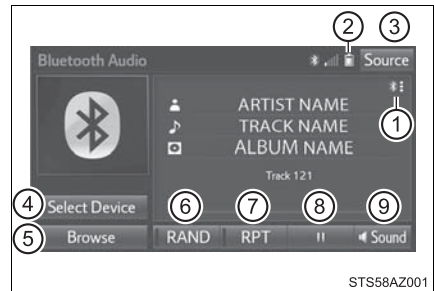 2 3
Bluetooth Audio Source
1
ARTIST NAME
TRACK NAME
ALBUM NAME
Track 121
4 6 7 8 9
Select Device
5 Browse RAND RPT Sound
STS58AZ001